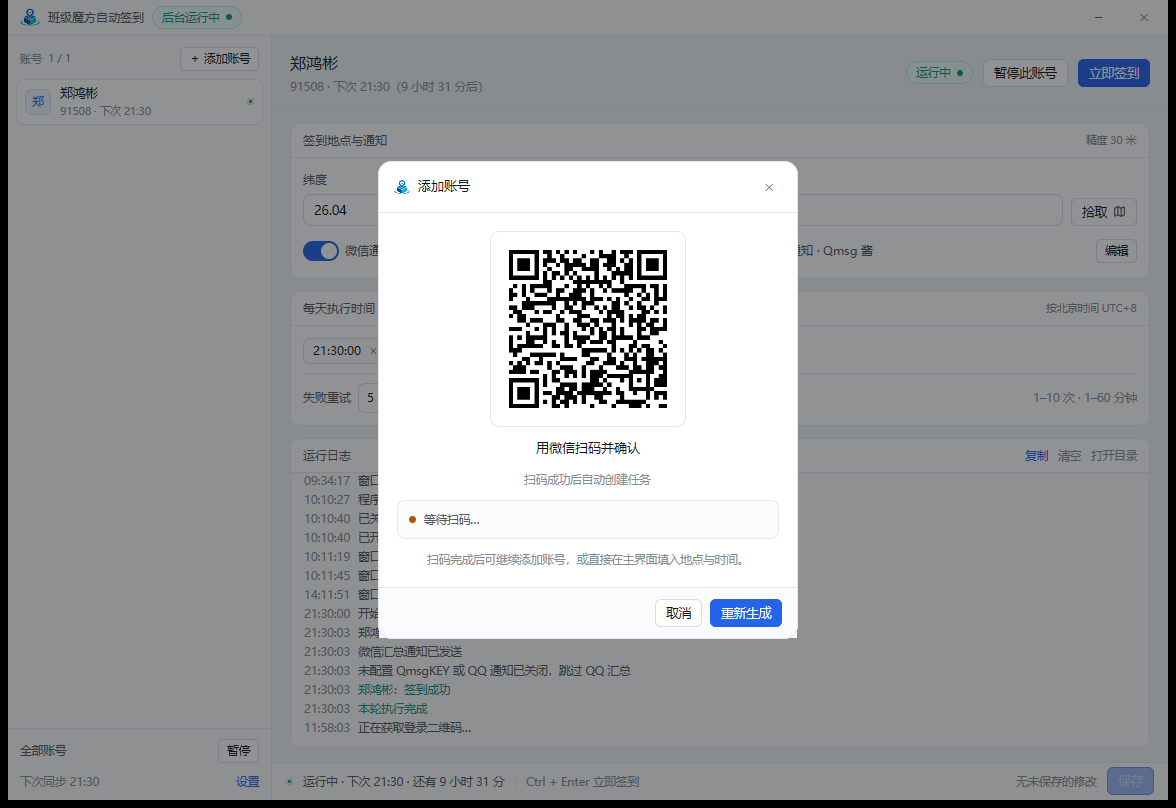 班级魔方自动签到 后台运行中
账号 1 / 1
+ 添加账号
郑
郑鸿彬
91508 · 下次 21:30
全部账号
暂停
下次同步 21:30
设置
郑鸿彬
91508 · 下次 21:30（9 小时 31 分后）
运行中
暂停此账号
立即签到
签到地点与通知
精度 30 米
纬度
26.04
拾取
微信通
知 · Qmsg 酱
编辑
每天执行时间
按北京时间 UTC+8
21:30:00 ×
失败重试 5
1–10 次 · 1–60 分钟
运行日志
复制 清空 打开目录
09:34:17 窗口
10:10:27 程序
10:10:40 已关
10:10:40 已开
10:11:19 窗口
10:11:45 窗口
14:11:51 窗口
21:30:00 开始
21:30:03 郑鸿
21:30:03 微信汇总通知已发送
21:30:03 未配置 QmsgKEY 或 QQ 通知已关闭，跳过 QQ 汇总
21:30:03 郑鸿彬：签到成功
21:30:03 本轮执行完成
11:58:03 正在获取登录二维码...
运行中 · 下次 21:30 · 还有 9 小时 31 分
Ctrl + Enter 立即签到
无未保存的修改
保存
添加账号
用微信扫码并确认
扫码成功后自动创建任务
等待扫码...
扫码完成后可继续添加账号，或直接在主界面填入地点与时间。
取消
重新生成